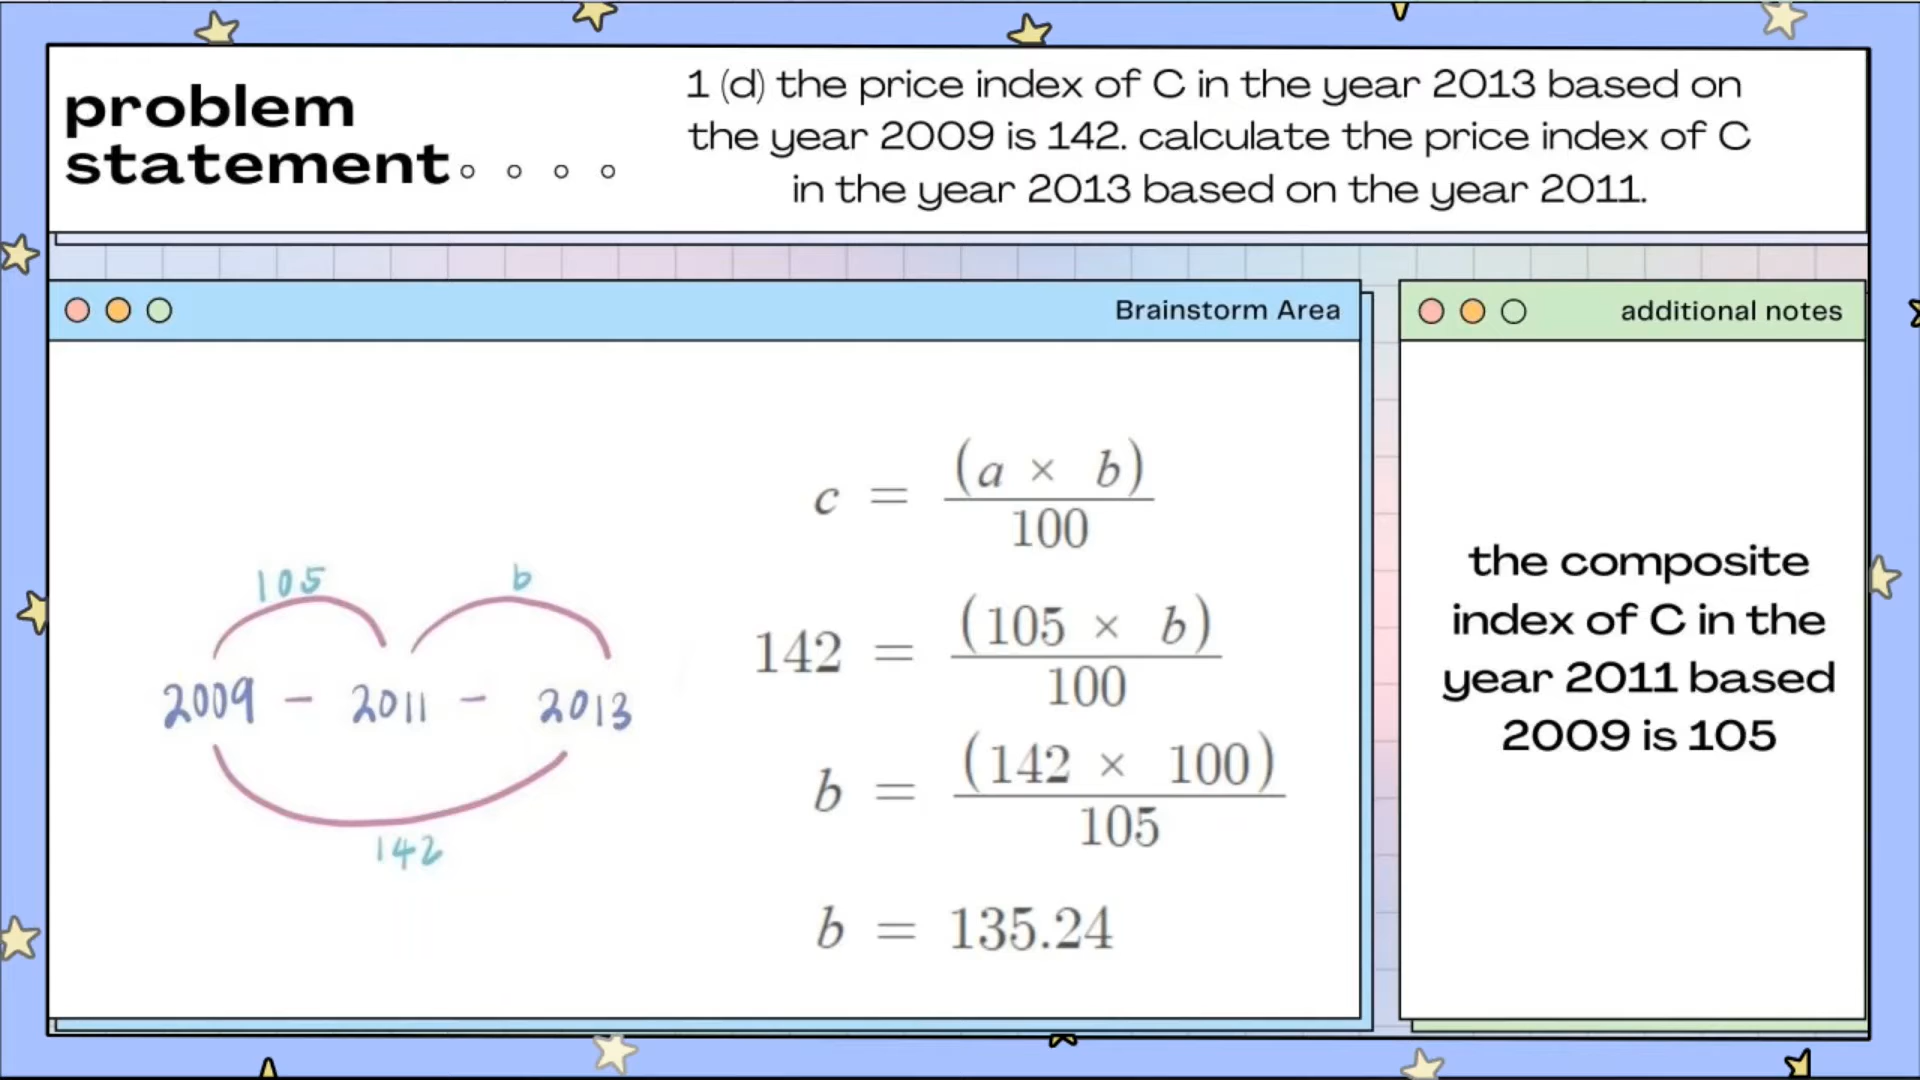 problem
statement
1 (d) the price index of C in the year 2013 based on
the year 2009 is 142. calculate the price index of C
in the year 2013 based on the year 2011.
Brainstorm Area
105
b
2009 - 2011 - 2013
142
c = (a × b)/100
142 = (105 × b)/100
b = (142 × 100)/105
b = 135.24
additional notes
the composite
index of C in the
year 2011 based
2009 is 105